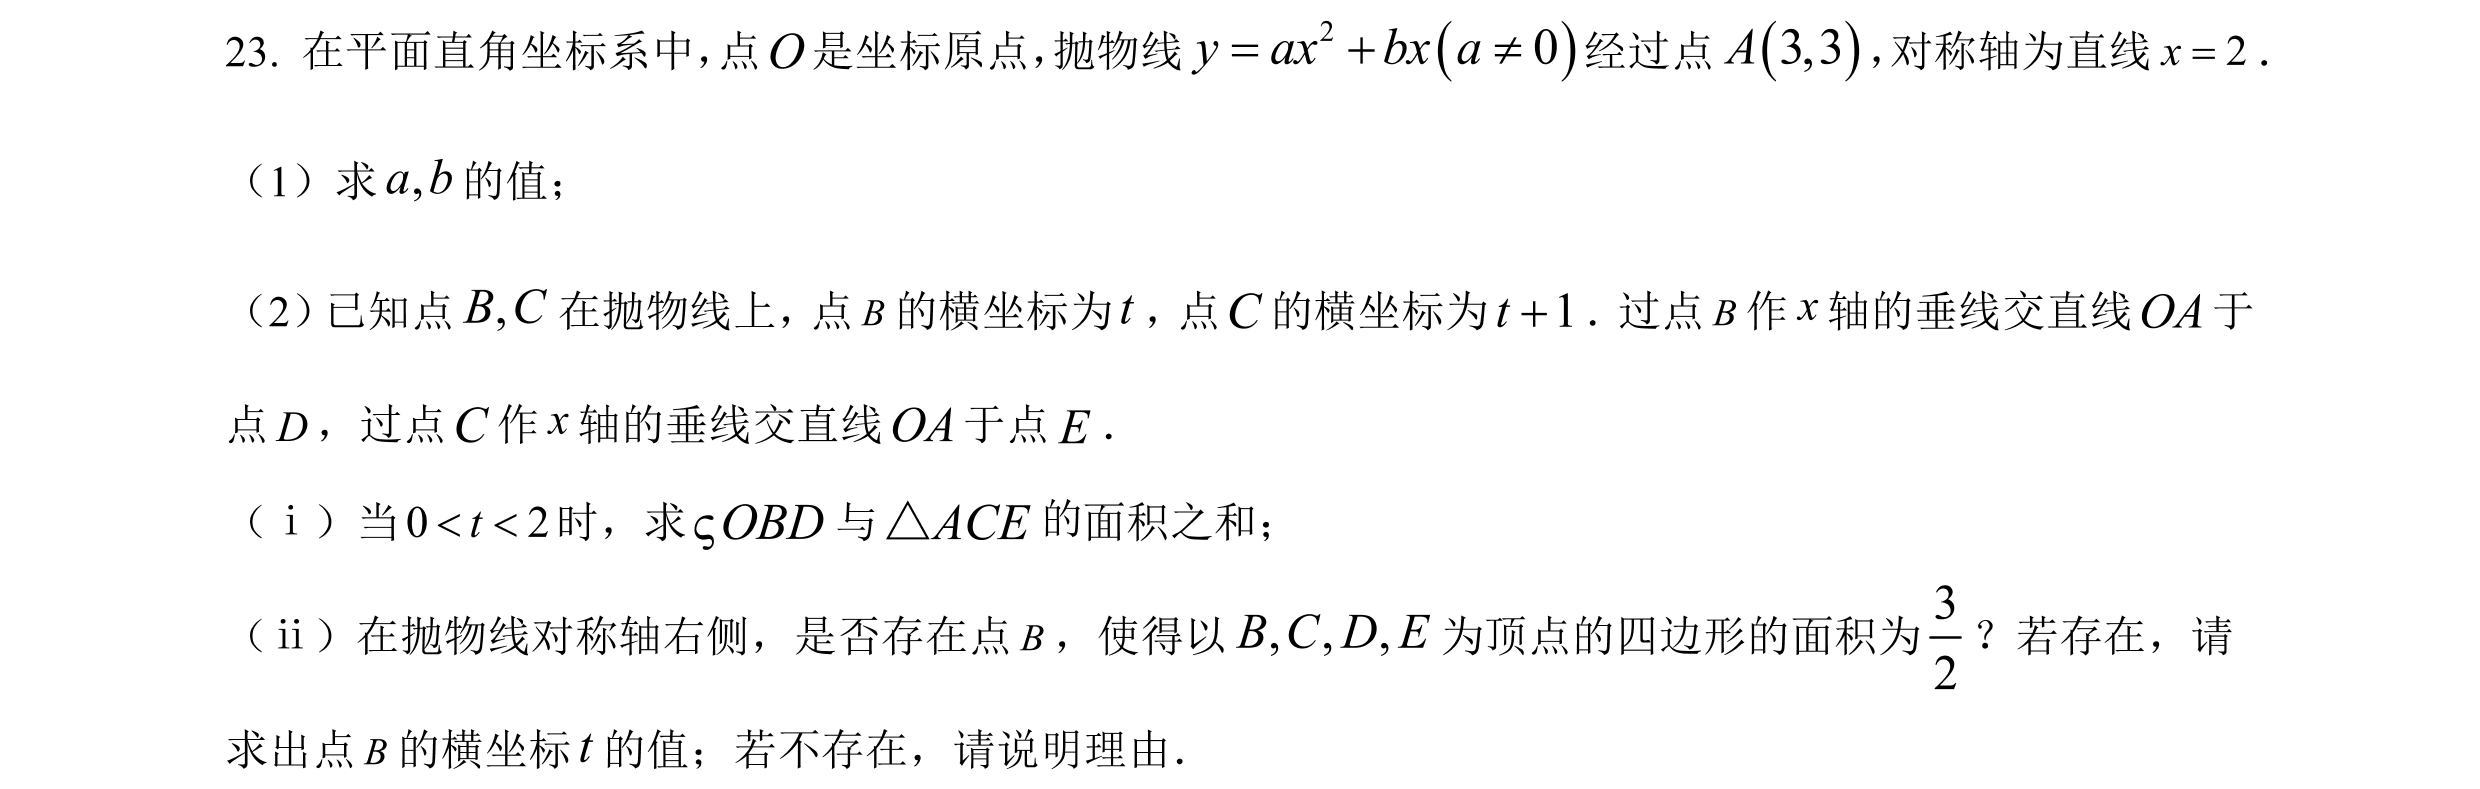 23. 在平面直角坐标系中,点O是坐标原点,抛物线 y = ax² + bx(a ≠ 0)经过点 A(3,3),对称轴为直线 x = 2 .
(1) 求 a,b 的值;
(2) 已知点 B,C 在抛物线上, 点 B 的横坐标为 t , 点 C 的横坐标为 t + 1 . 过点 B 作 x 轴的垂线交直线 OA 于
点 D , 过点 C 作 x 轴的垂线交直线 OA 于点 E .
( i ) 当 0 < t < 2 时, 求 ςOBD 与 △ACE 的面积之和;
( ii ) 在抛物线对称轴右侧, 是否存在点 B , 使得以 B,C,D,E 为顶点的四边形的面积为 3/2 ? 若存在, 请
求出点 B 的横坐标 t 的值; 若不存在, 请说明理由.